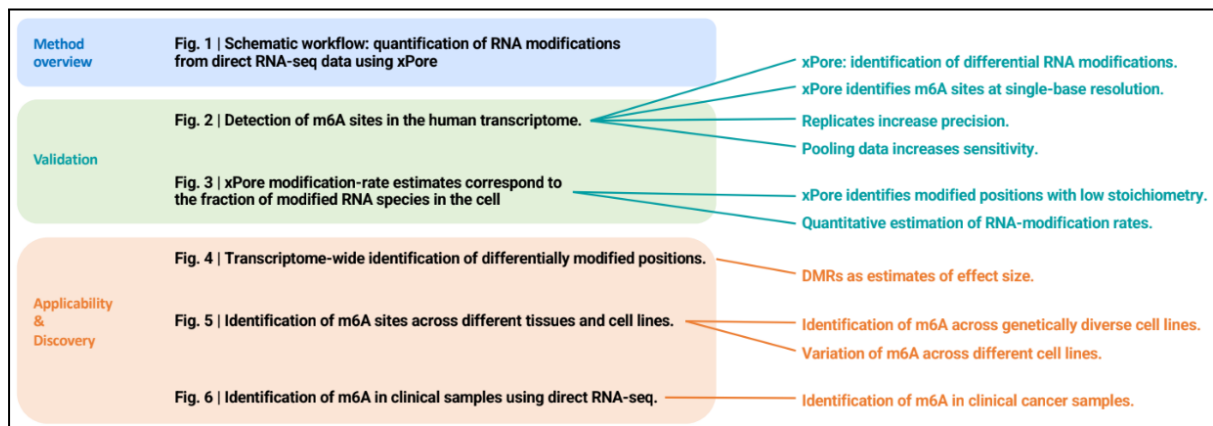 Method
overview
Fig. 1 | Schematic workflow: quantification of RNA modifications
from direct RNA-seq data using xPore
Validation
Fig. 2 | Detection of m6A sites in the human transcriptome.
xPore: identification of differential RNA modifications.
xPore identifies m6A sites at single-base resolution.
Replicates increase precision.
Pooling data increases sensitivity.
Fig. 3 | xPore modification-rate estimates correspond to
the fraction of modified RNA species in the cell
xPore identifies modified positions with low stoichiometry.
Quantitative estimation of RNA-modification rates.
Applicability
&
Discovery
Fig. 4 | Transcriptome-wide identification of differentially modified positions.
DMRs as estimates of effect size.
Fig. 5 | Identification of m6A sites across different tissues and cell lines.
Identification of m6A across genetically diverse cell lines.
Variation of m6A across different cell lines.
Fig. 6 | Identification of m6A in clinical samples using direct RNA-seq.
Identification of m6A in clinical cancer samples.